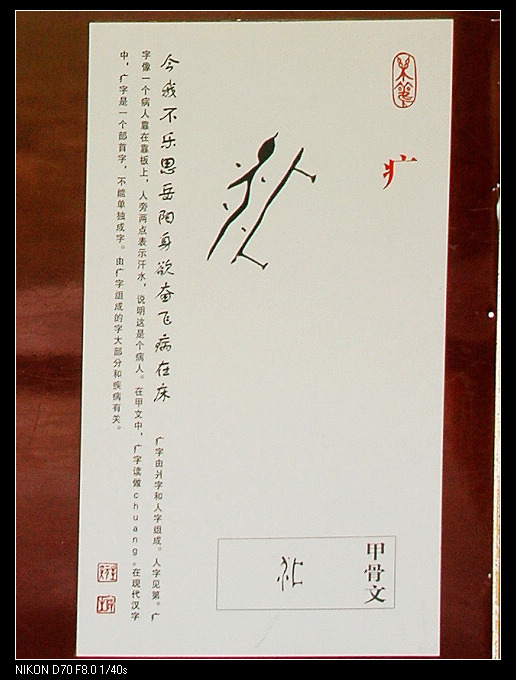 疒
甲骨文
今我不乐思岳阳身欲奋飞病在床
疒字由爿字和人字组成。人字见第。疒
字像一个病人靠在靠板上,人旁两点表示汗水,说明这是个病人。在甲文中,疒字读做chuang。在现代汉字
中,疒字是一个部首字,不能单独成字。由疒字组成的字大部分和疾病有关。
NIKON D70 F8.0 1/40s